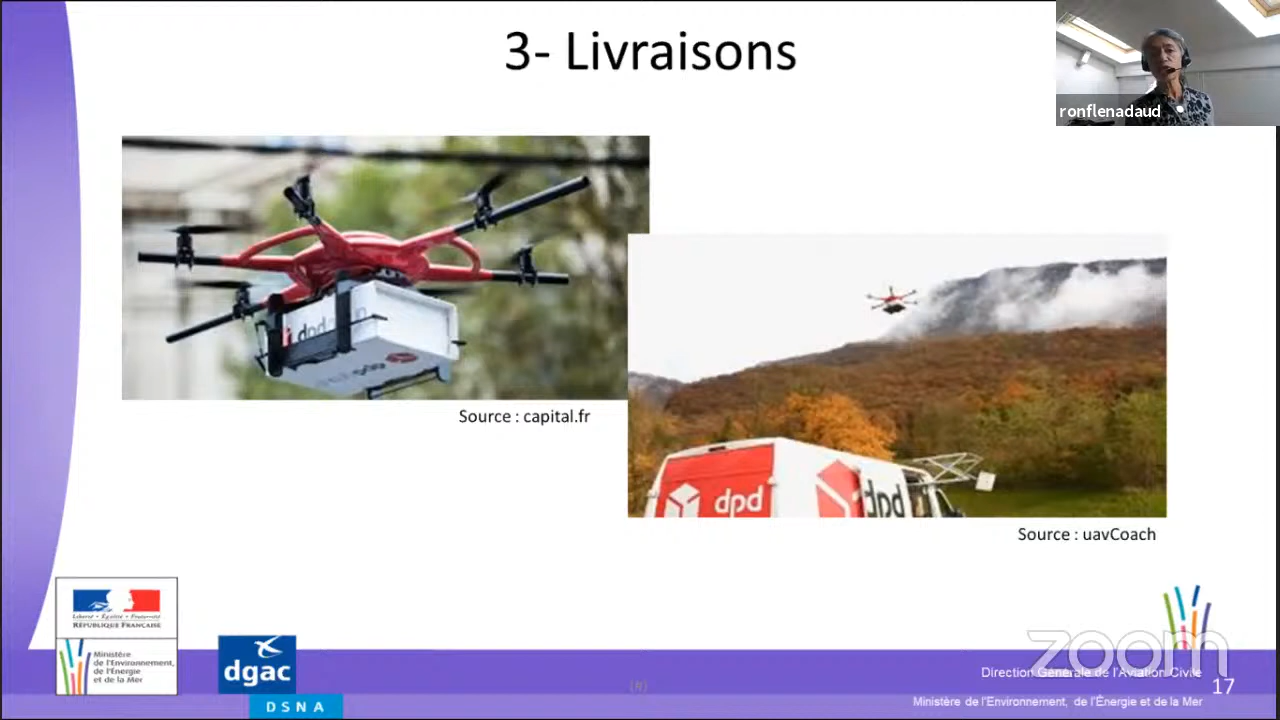 3- Livraisons
ronflenadaud
dpd
Source : capital.fr
dpd
dpd
Source : uavCoach
Liberté • Égalité • Fraternité
RÉPUBLIQUE FRANÇAISE
Ministère
de l'Environnement,
de l'Énergie
et de la Mer
dgac
DSNA
zoom
Direction Générale de l'Aviation Civile
17
Ministère de l'Environnement, de l'Énergie et de la Mer